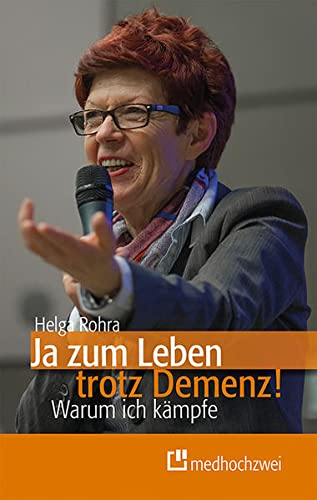 Helga Rohra
Ja zum Leben
trotz Demenz!
Warum ich kämpfe
medhochzwei